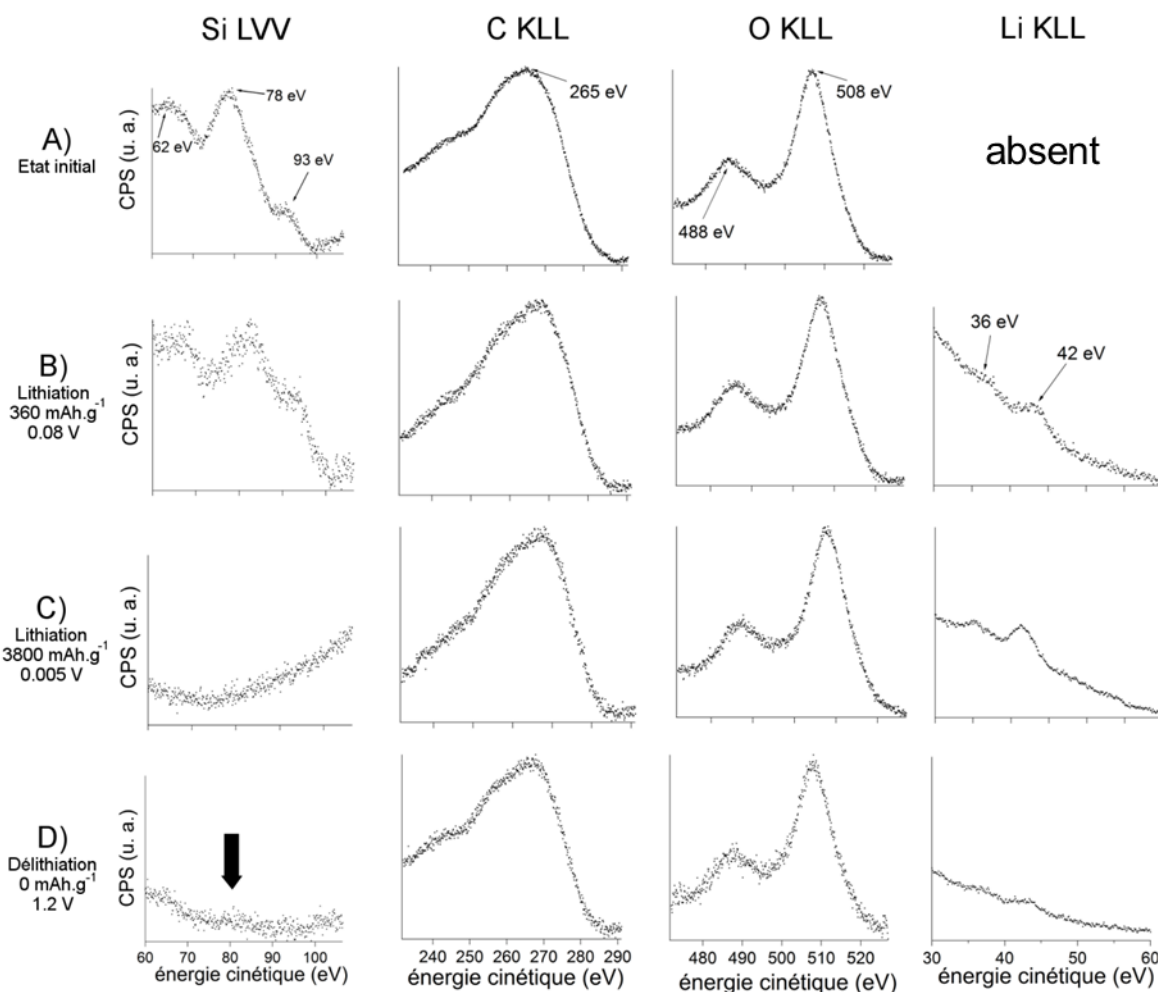 Si LVV C KLL O KLL Li KLL
A)
Etat initial
CPS (u. a.)
62 eV
78 eV
93 eV
265 eV
488 eV
508 eV
absent
B)
Lithiation
360 mAh.g⁻¹
0.08 V
CPS (u. a.)
36 eV
42 eV
C)
Lithiation
3800 mAh.g⁻¹
0.005 V
CPS (u. a.)
D)
Délithiation
0 mAh.g⁻¹
1.2 V
CPS (u. a.)
60 70 80 90 100
240 250 260 270 280 290
480 490 500 510 520
30 40 50 60
énergie cinétique (eV) énergie cinétique (eV) énergie cinétique (eV) énergie cinétique (eV)